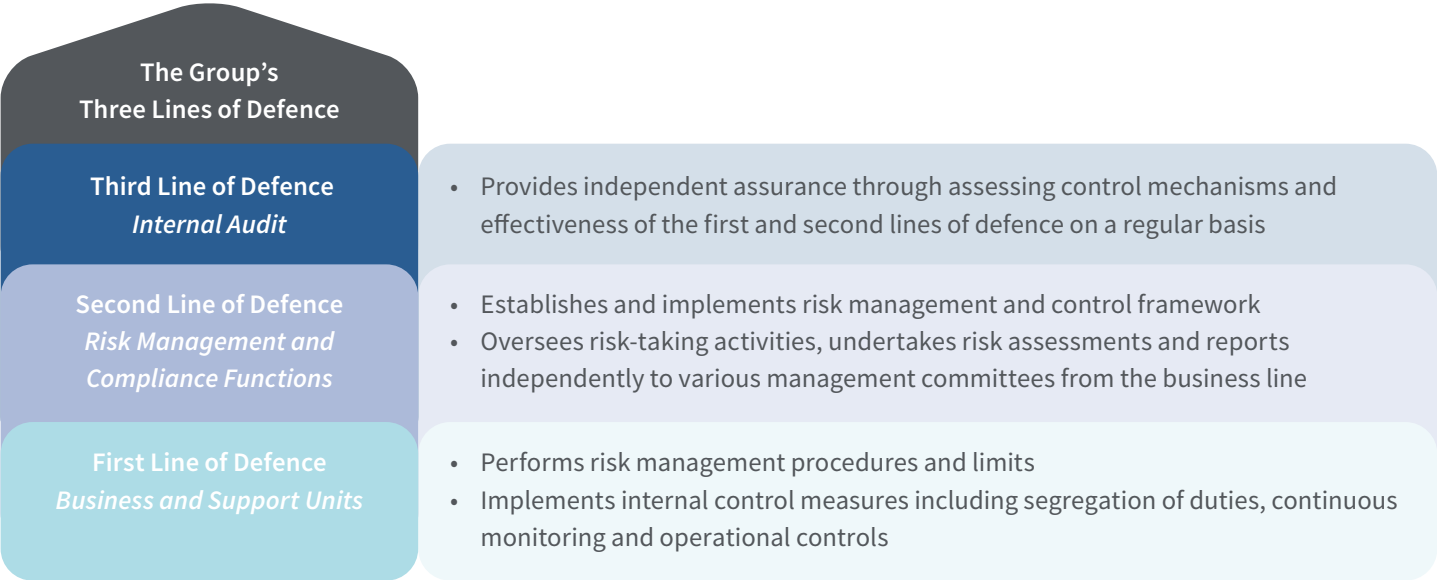 The Group’s
Three Lines of Defence
Third Line of Defence
Internal Audit
• Provides independent assurance through assessing control mechanisms and
effectiveness of the first and second lines of defence on a regular basis
Second Line of Defence
Risk Management and
Compliance Functions
• Establishes and implements risk management and control framework
• Oversees risk-taking activities, undertakes risk assessments and reports
independently to various management committees from the business line
First Line of Defence
Business and Support Units
• Performs risk management procedures and limits
• Implements internal control measures including segregation of duties, continuous
monitoring and operational controls